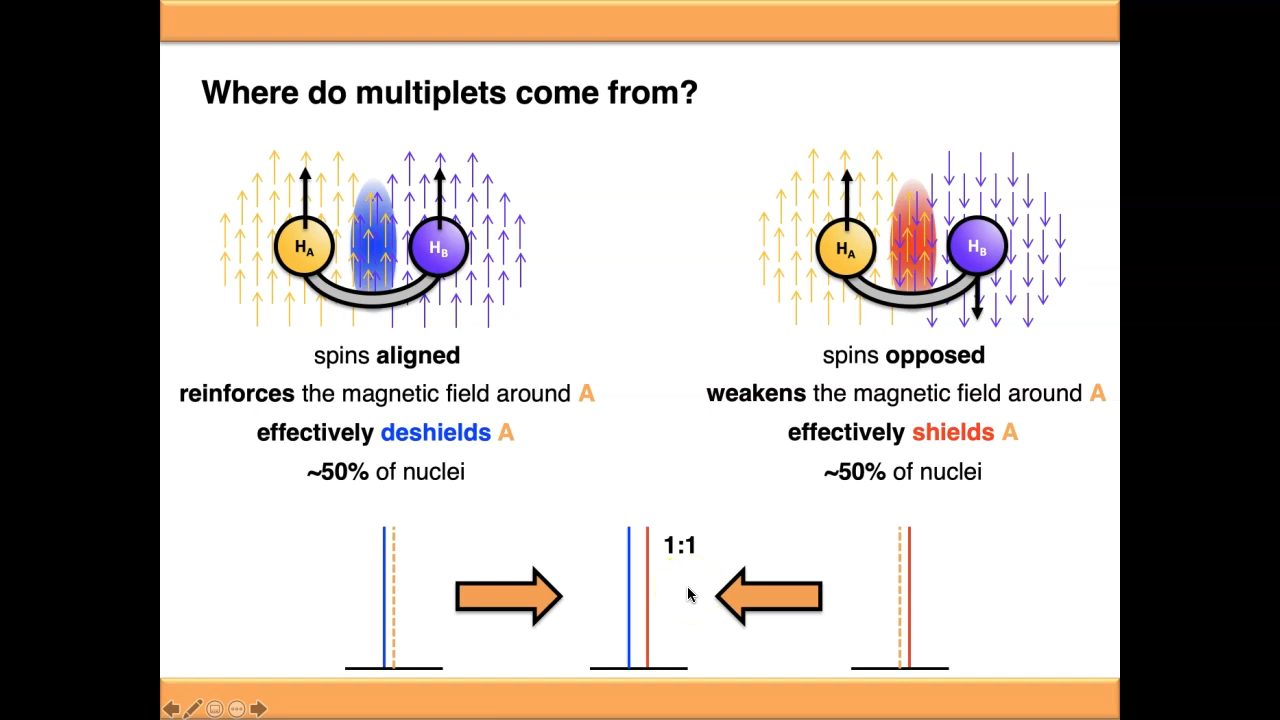 Where do multiplets come from?
H_A H_B
H_A H_B
spins aligned
reinforces the magnetic field around A
effectively deshields A
~50% of nuclei
spins opposed
weakens the magnetic field around A
effectively shields A
~50% of nuclei
1:1